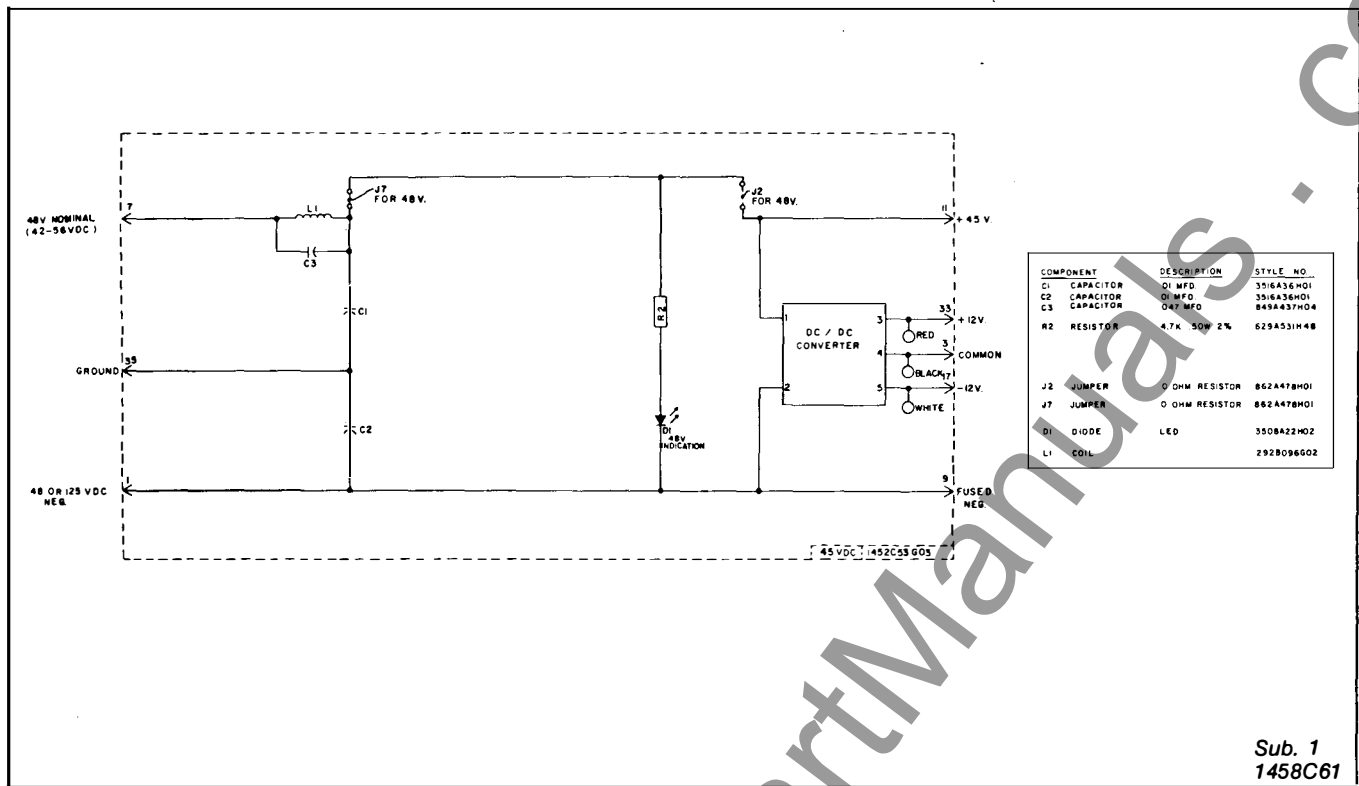 J7
FOR 48V.
J2
FOR 48V.
7
L1
48V NOMINAL
(42-56VDC)
11
+45 V.
C3
COMPONENT DESCRIPTION STYLE NO.
C1 CAPACITOR .01 MFD. 3516A36H01
C2 CAPACITOR .01 MFD. 3516A36H01
C3 CAPACITOR .047 MFD 849A437H04
R2 RESISTOR 4.7K .50W 2% 629A531H48
J2 JUMPER 0 OHM RESISTOR 862A478H01
J7 JUMPER 0 OHM RESISTOR 862A478H01
D1 DIODE LED 3508A22H02
L1 COIL 292B096G02
C1
R2
1
DC / DC
CONVERTER
3
33
+12V.
RED
4
3
COMMON
BLACK
35
GROUND
2
5
17
-12V.
WHITE
C2
D1
48V
INDICATION
1
48 OR 125 VDC
NEG.
9
FUSED
NEG.
45 VDC 1452C53G03
Sub. 1
1458C61
artManuals . co